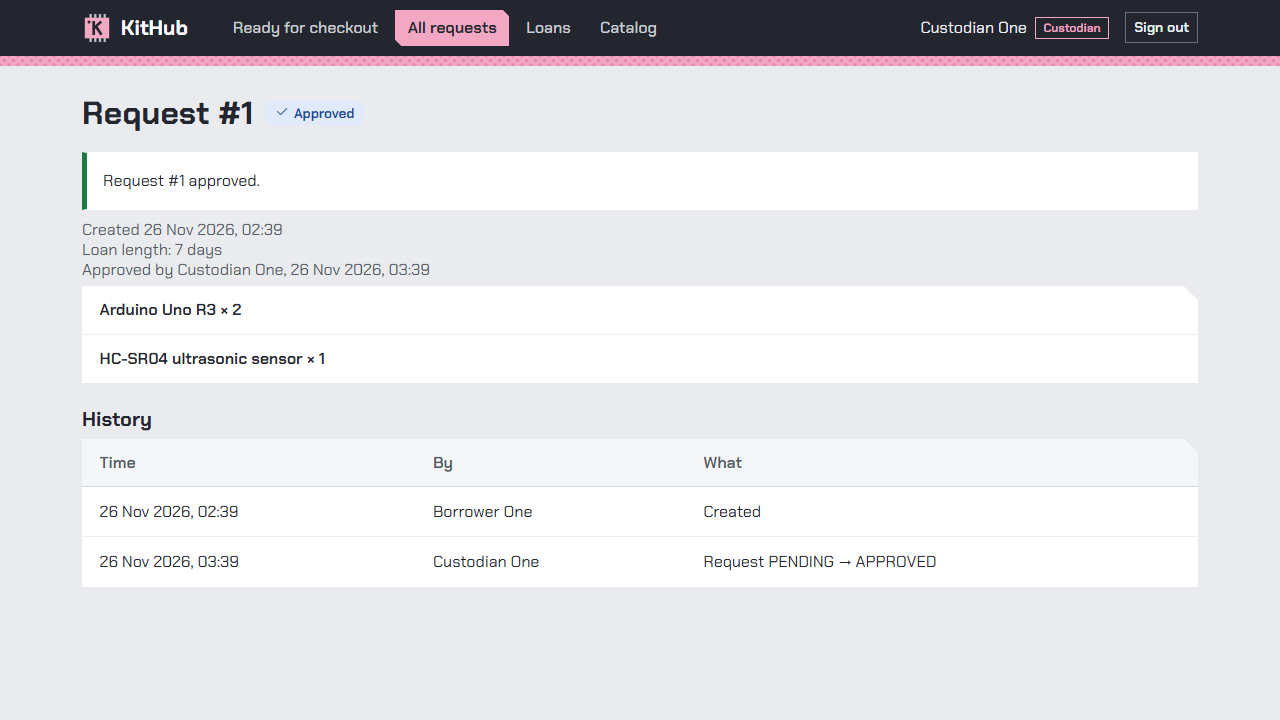 K KitHub Ready for checkout All requests Loans Catalog Custodian One Custodian Sign out
Request #1 Approved
Request #1 approved.
Created 26 Nov 2026, 02:39
Loan length: 7 days
Approved by Custodian One, 26 Nov 2026, 03:39
Arduino Uno R3 × 2
HC-SR04 ultrasonic sensor × 1
History
Time By What
26 Nov 2026, 02:39 Borrower One Created
26 Nov 2026, 03:39 Custodian One Request PENDING → APPROVED